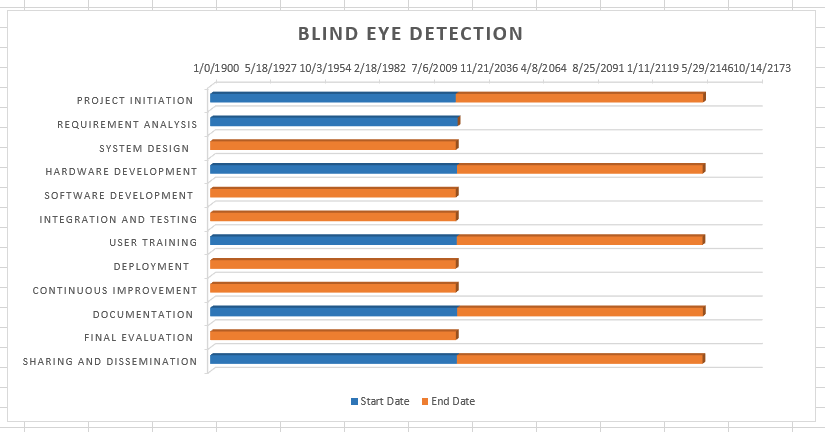 BLIND EYE DETECTION
1/0/1900 5/18/1927 10/3/1954 2/18/1982 7/6/2009 11/21/2036 4/8/2064 8/25/2091 1/11/2119 5/29/2146 10/14/2173
PROJECT INITIATION
REQUIREMENT ANALYSIS
SYSTEM DESIGN
HARDWARE DEVELOPMENT
SOFTWARE DEVELOPMENT
INTEGRATION AND TESTING
USER TRAINING
DEPLOYMENT
CONTINUOUS IMPROVEMENT
DOCUMENTATION
FINAL EVALUATION
SHARING AND DISSEMINATION
Start Date End Date